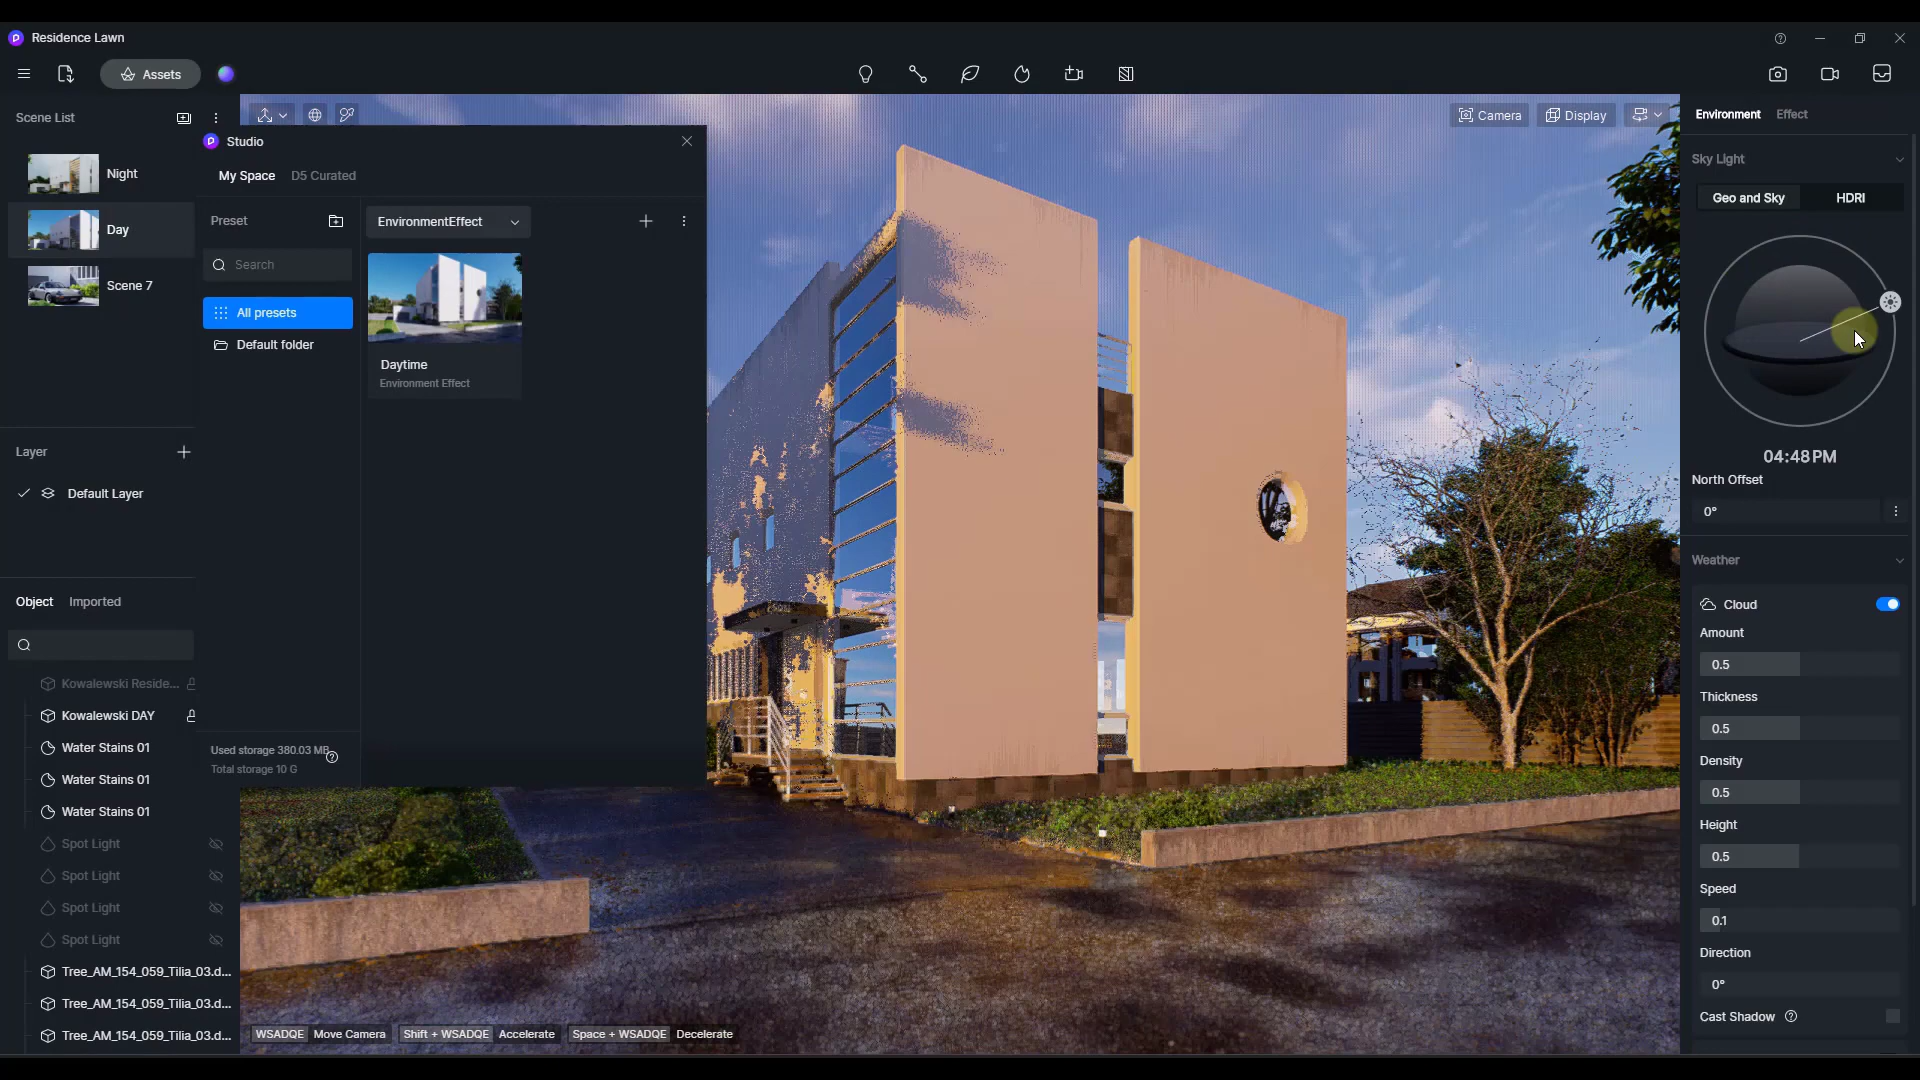 Residence Lawn
Assets
Scene List
Night
Day
Scene 7
Layer
Default Layer
Object Imported
Kowalewski Reside...
Kowalewski DAY
Water Stains 01
Water Stains 01
Water Stains 01
Spot Light
Spot Light
Spot Light
Spot Light
Tree_AM_154_059_Tilia_03.d...
Tree_AM_154_059_Tilia_03.d...
Tree_AM_154_059_Tilia_03.d...
Studio
My Space D5 Curated
Preset
Search
All presets
Default folder
Used storage 380.03 MB
Total storage 10 G
EnvironmentEffect
Daytime
Environment Effect
Camera Display
WSADQE Move Camera Shift + WSADQE Accelerate Space + WSADQE Decelerate
Environment Effect
Sky Light
Geo and Sky HDRI
04:48PM
North Offset
0°
Weather
Cloud
Amount
0.5
Thickness
0.5
Density
0.5
Height
0.5
Speed
0.1
Direction
0°
Cast Shadow